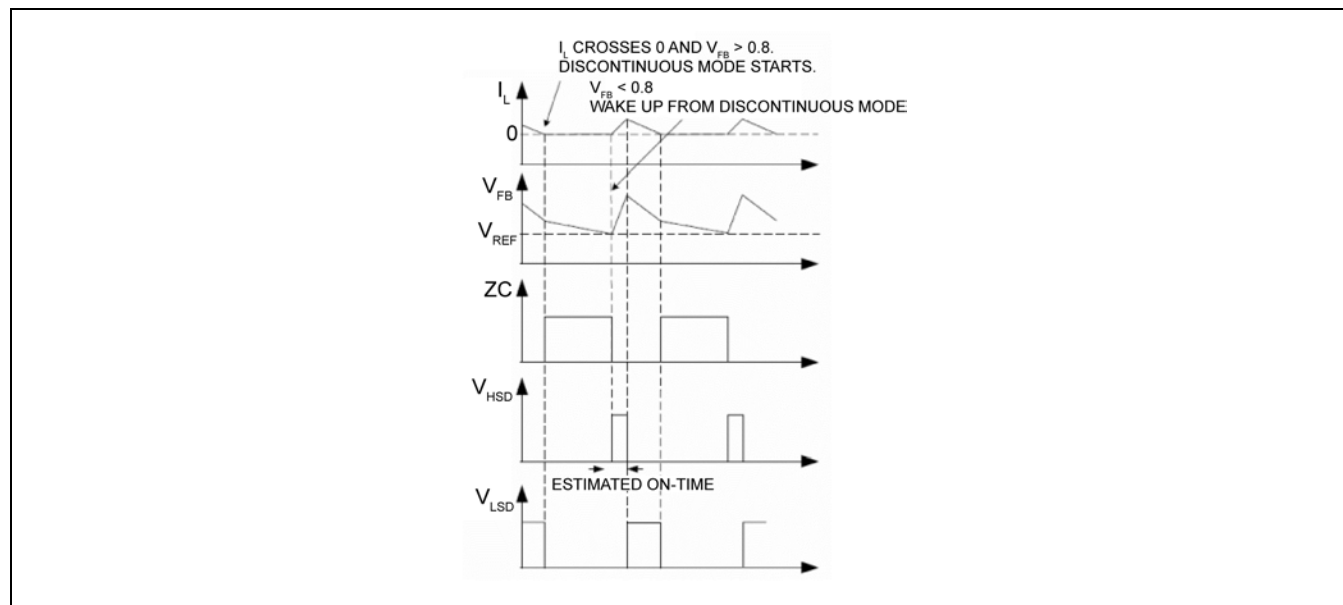 I_L CROSSES 0 AND V_FB > 0.8.
DISCONTINUOUS MODE STARTS.
V_FB < 0.8
WAKE UP FROM DISCONTINUOUS MODE
I_L
0
V_FB
V_REF
ZC
V_HSD
ESTIMATED ON-TIME
V_LSD